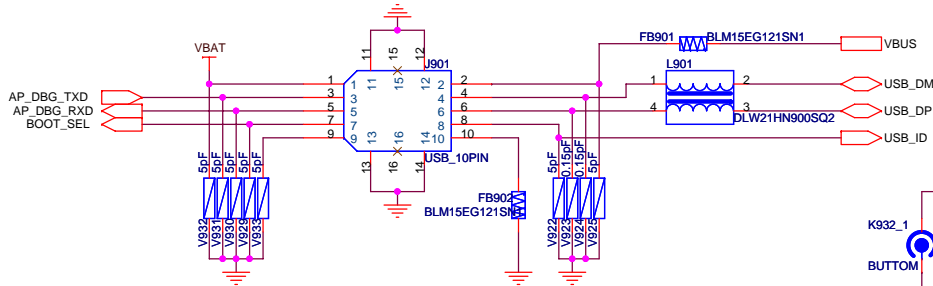 FB901 BLM15EG121SN1
VBUS
VBAT
11 15 12
J901
11 15 12
L901
1 1 2 2 1 2 USB_DM
AP_DBG_TXD 3 3 4 4
AP_DBG_RXD 5 5 6 6 4 3 USB_DP
DLW21HN900SQ2
BOOT_SEL 7 7 8 8
9 9 13 16 14 10 10 USB_ID
USB_10PIN
13 16 14
5pF 5pF 5pF 5pF 5pF
5pF 0.15pF 0.15pF 5pF
FB902
BLM15EG121SN1
V932 V931 V930 V929 V933
V922 V923 V924 V925
K932_1
BUTTOM